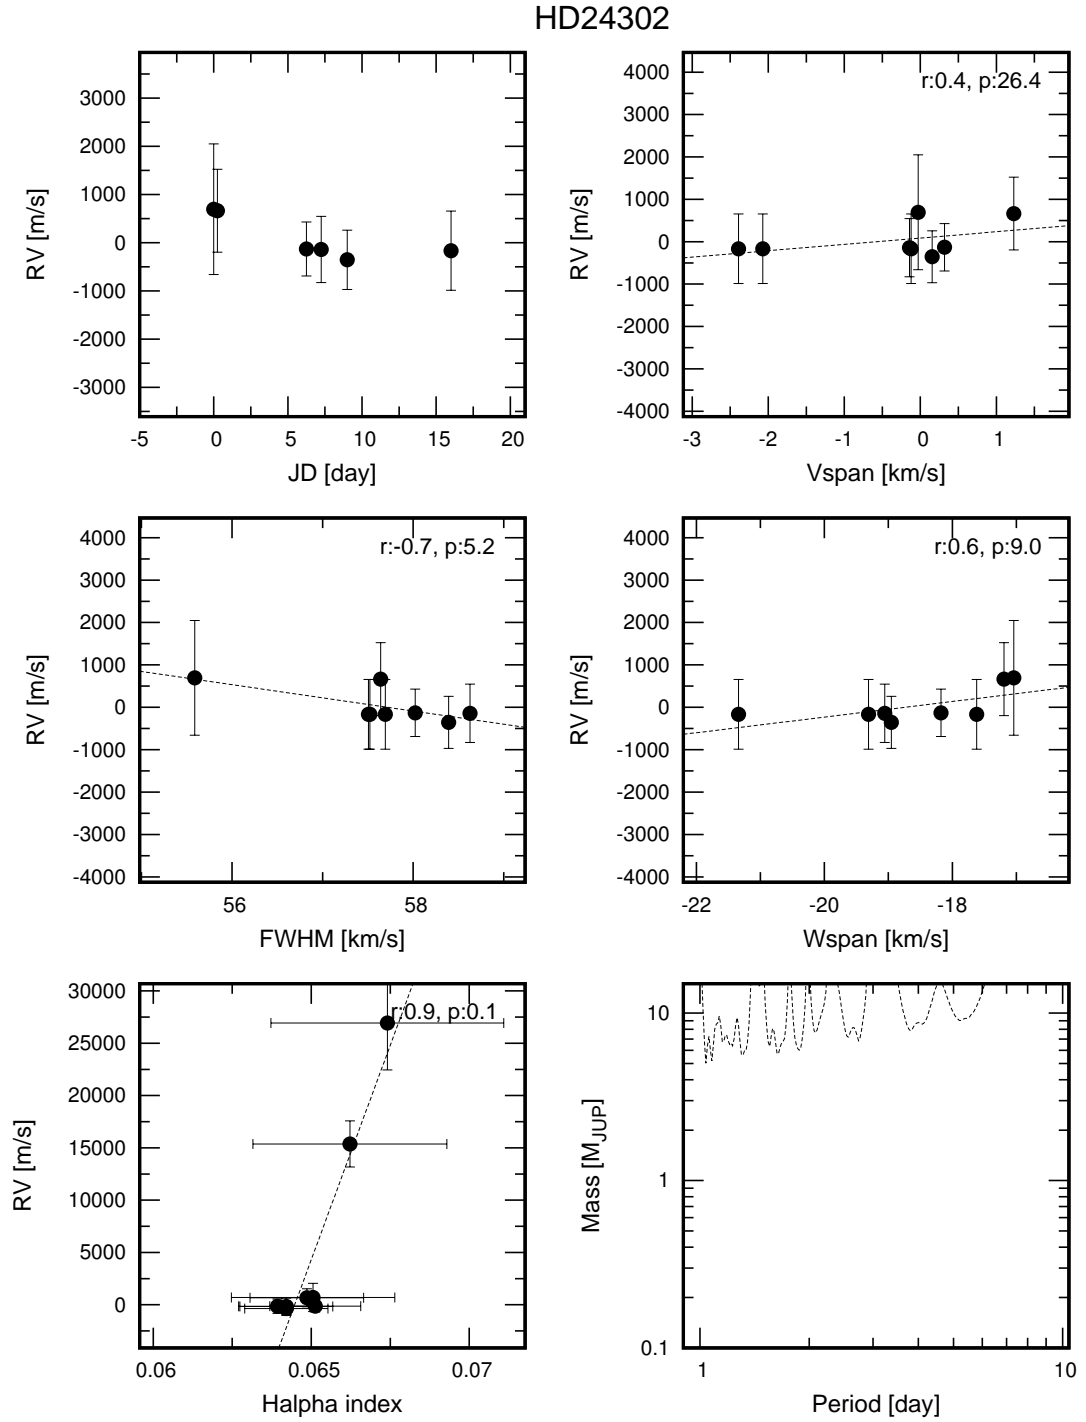 HD24302
3000
2000
1000
0
-1000
-2000
-3000
RV [m/s]
-5 0 5 10 15 20
JD [day]
r:0.4, p:26.4
4000
3000
2000
1000
0
-1000
-2000
-3000
-4000
RV [m/s]
-3 -2 -1 0 1
Vspan [km/s]
r:-0.7, p:5.2
4000
3000
2000
1000
0
-1000
-2000
-3000
-4000
RV [m/s]
56 58
FWHM [km/s]
r:0.6, p:9.0
4000
3000
2000
1000
0
-1000
-2000
-3000
-4000
RV [m/s]
-22 -20 -18
Wspan [km/s]
r:0.9, p:0.1
30000
25000
20000
15000
10000
5000
0
RV [m/s]
0.06 0.065 0.07
Halpha index
10
1
0.1
Mass [M_JUP]
1 10
Period [day]